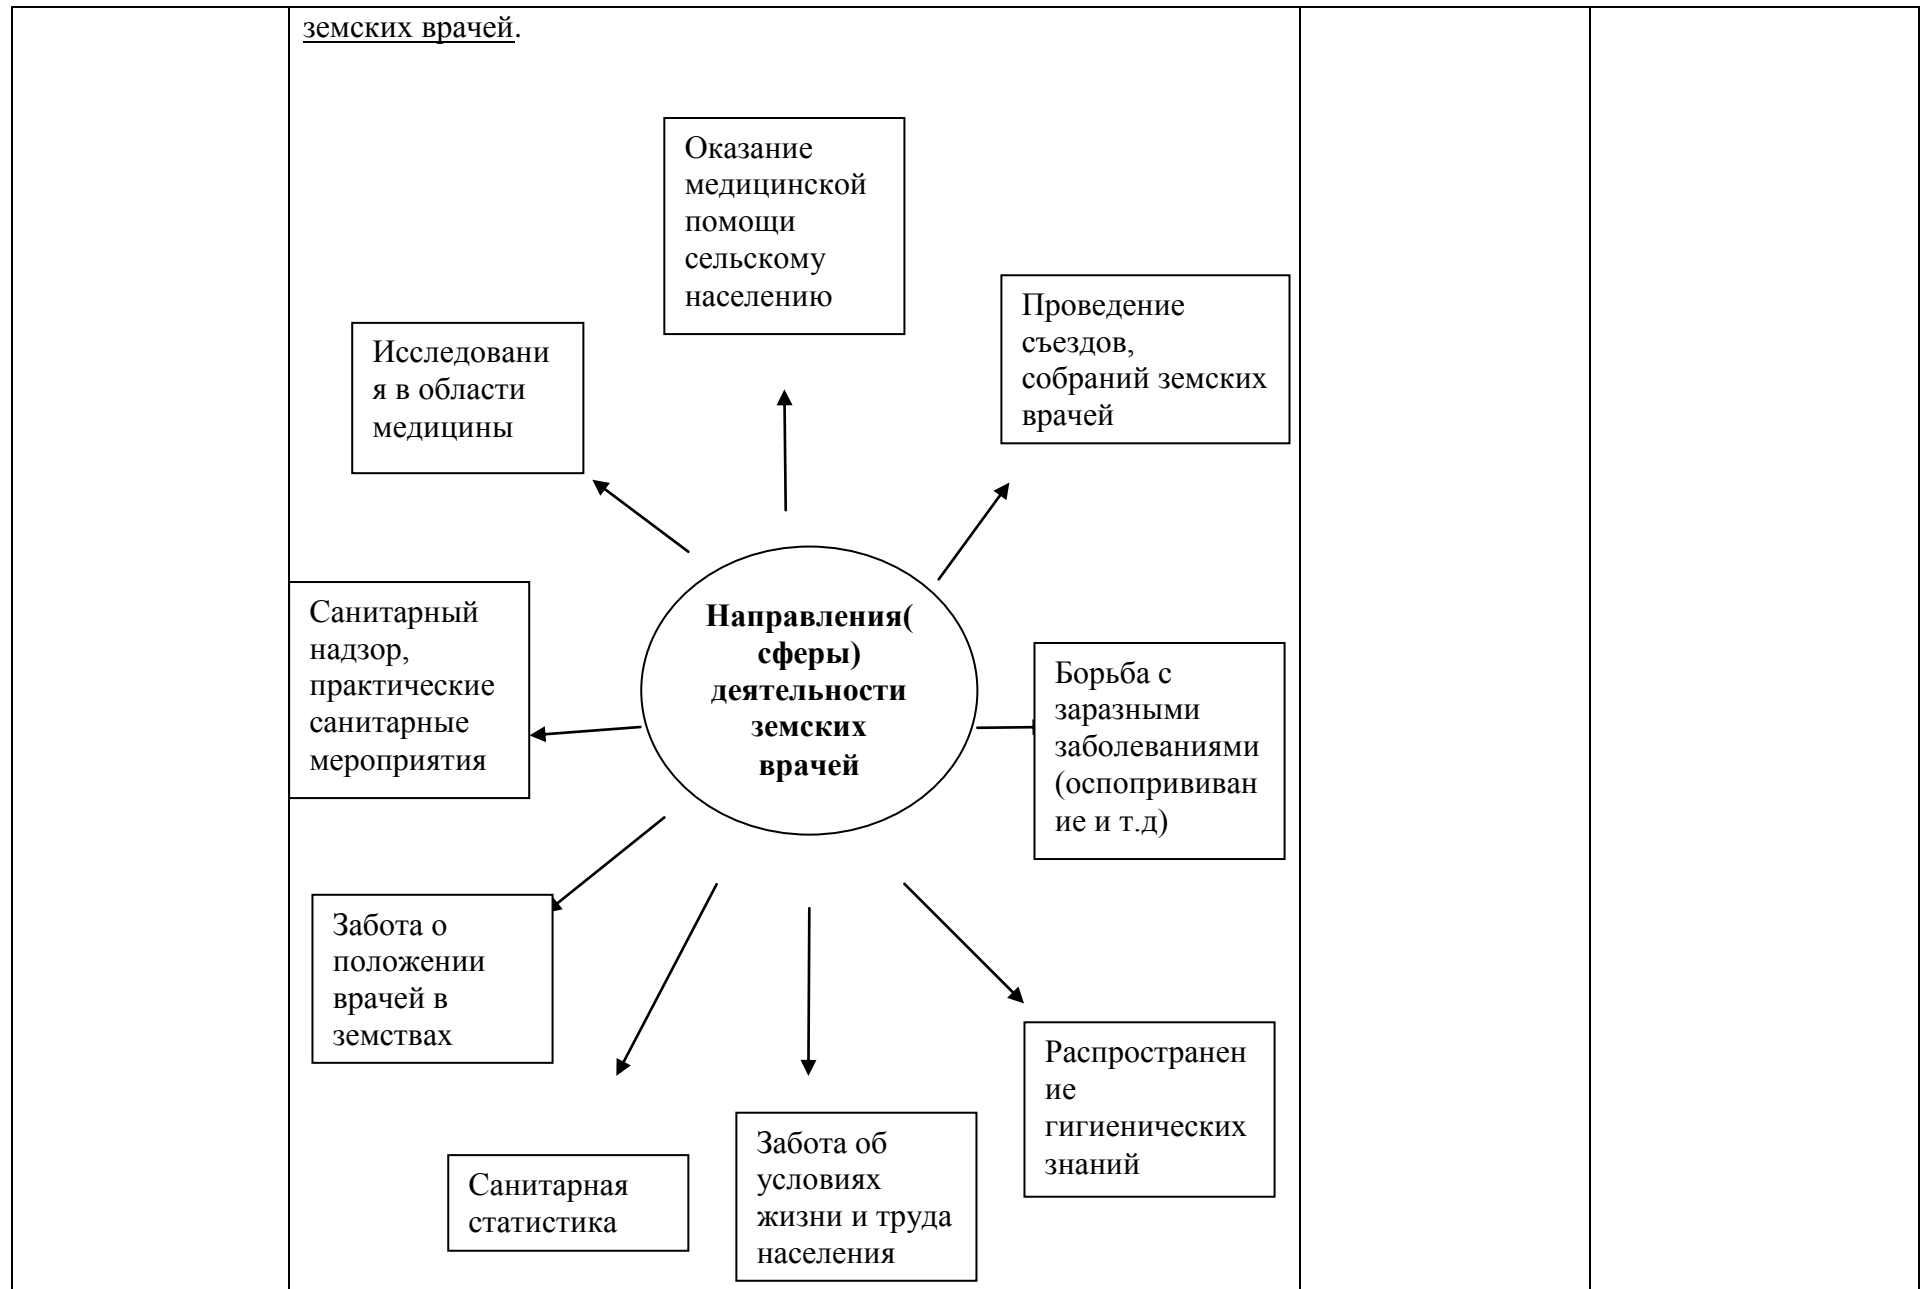 земских врачей.
Оказание
медицинской
помощи
сельскому
населению
Проведение
съездов,
собраний земских
врачей
Исследовани
я в области
медицины
Направления(
сферы)
деятельности
земских
врачей
Санитарный
надзор,
практические
санитарные
мероприятия
Борьба с
заразными
заболеваниями
(оспопрививан
ие и т.д)
Забота о
положении
врачей в
земствах
Распространен
ие
гигиенических
знаний
Санитарная
статистика
Забота об
условиях
жизни и труда
населения